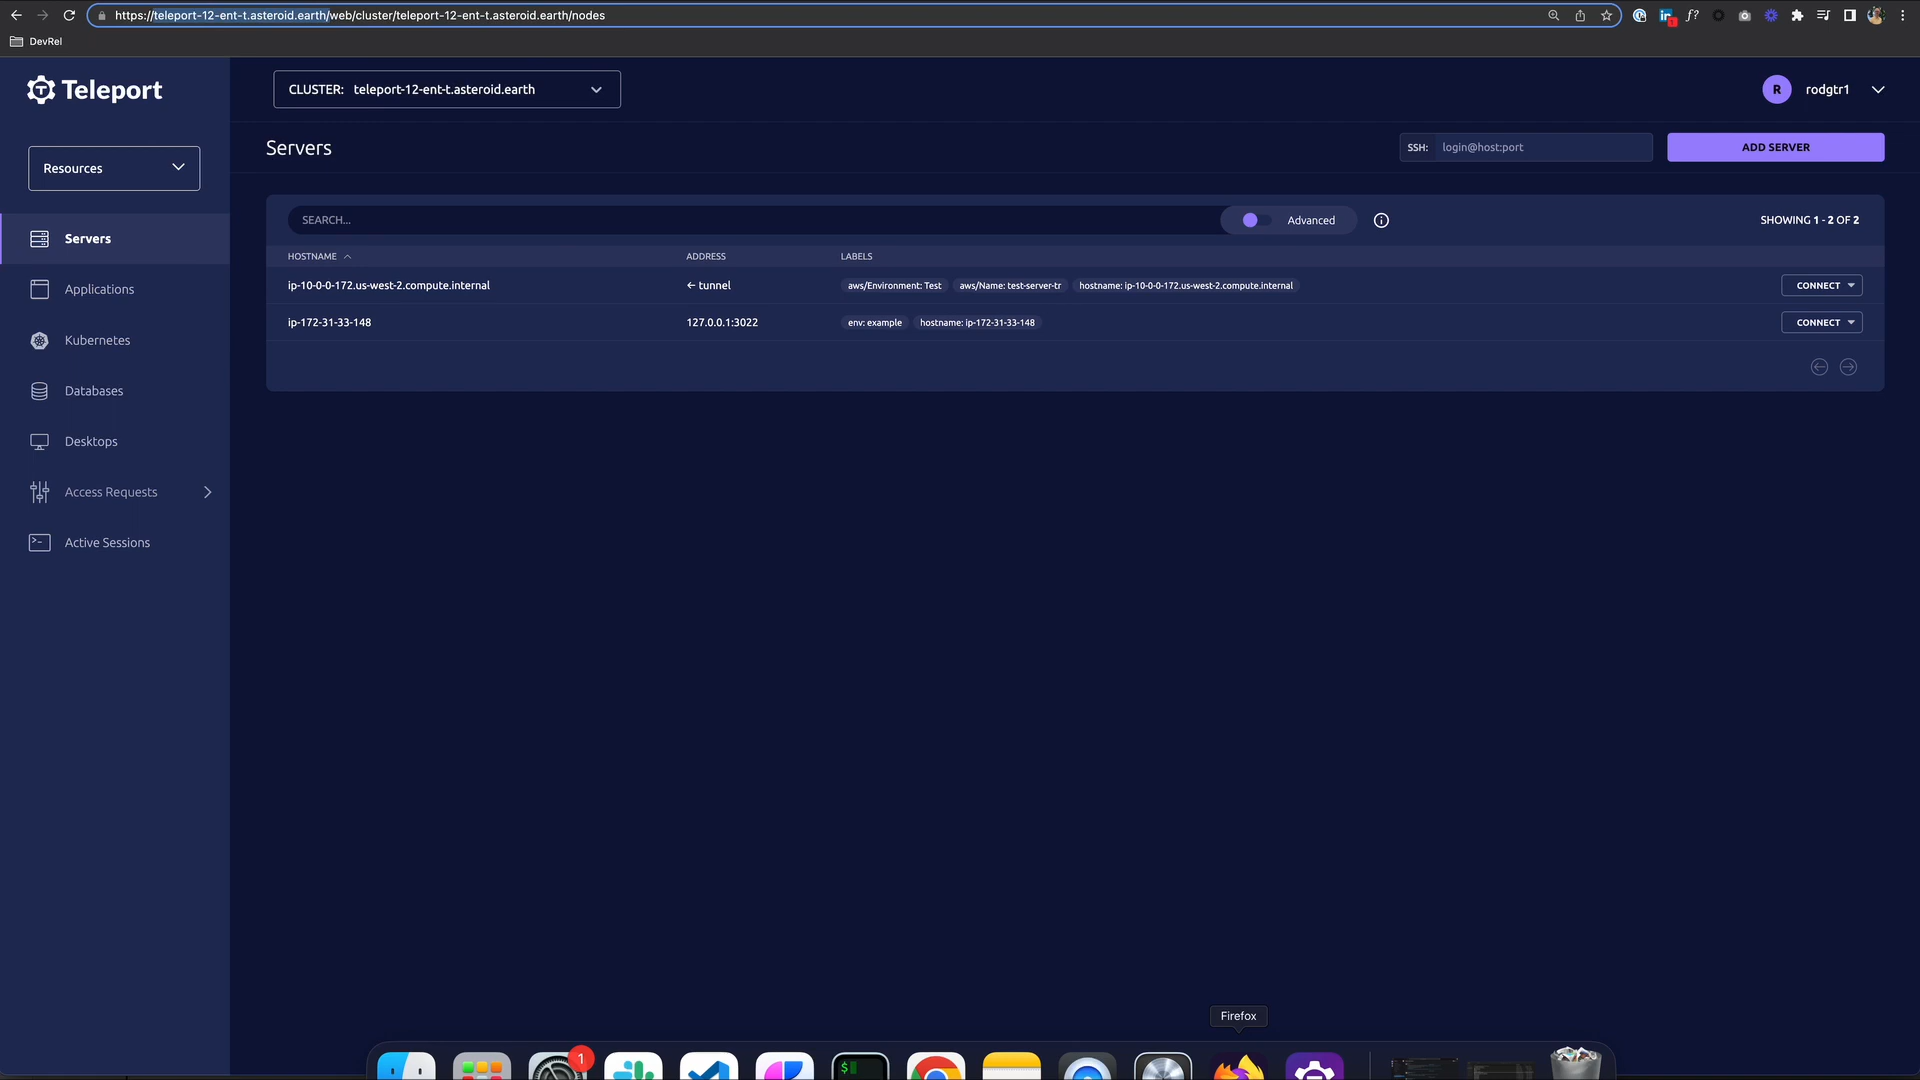 https://teleport-12-ent-t.asteroid.earth/web/cluster/teleport-12-ent-t.asteroid.earth/nodes
DevRel
Teleport
CLUSTER: teleport-12-ent-t.asteroid.earth
R rodgtr1
Servers
SSH: login@host:port
ADD SERVER
Resources
SEARCH...
Advanced
SHOWING 1 - 2 OF 2
Servers
HOSTNAME ADDRESS LABELS
ip-10-0-0-172.us-west-2.compute.internal ← tunnel aws/Environment: Test aws/Name: test-server-tr hostname: ip-10-0-0-172.us-west-2.compute.internal CONNECT
ip-172-31-33-148 127.0.0.1:3022 env: example hostname: ip-172-31-33-148 CONNECT
Applications
Kubernetes
Databases
Desktops
Access Requests
Active Sessions
Firefox
1
$